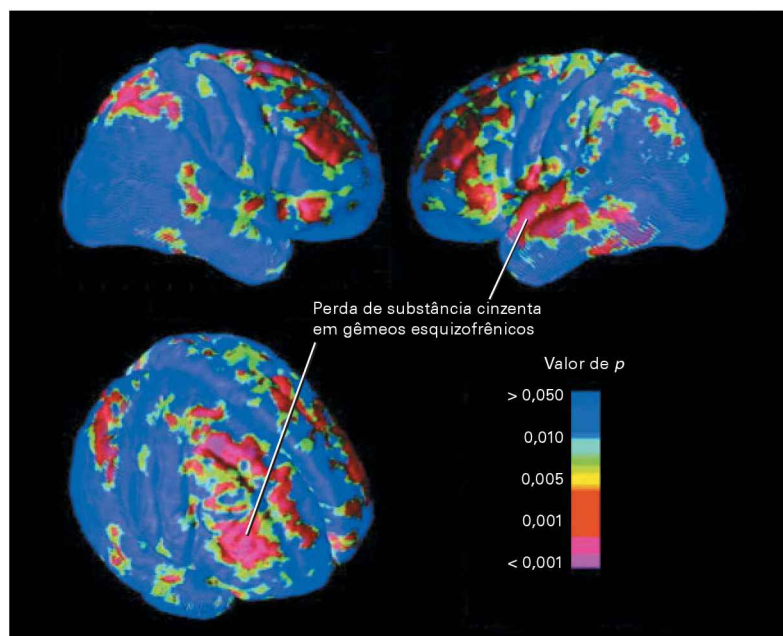 Perda de substância cinzenta
em gêmeos esquizofrênicos
Valor de p
> 0,050
0,010
0,005
0,001
< 0,001